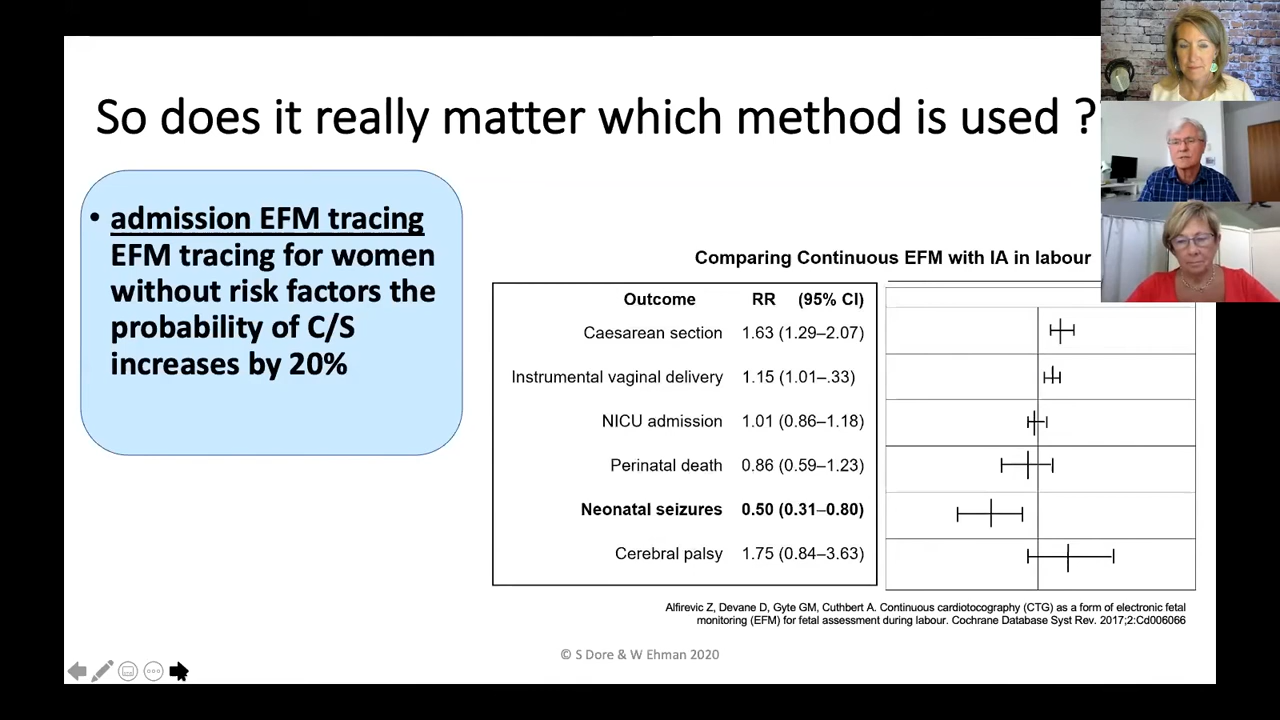 So does it really matter which method is used ?
• admission EFM tracing
EFM tracing for women
without risk factors the
probability of C/S
increases by 20%
Comparing Continuous EFM with IA in labour
Outcome RR (95% CI)
Caesarean section 1.63 (1.29–2.07)
Instrumental vaginal delivery 1.15 (1.01–.33)
NICU admission 1.01 (0.86–1.18)
Perinatal death 0.86 (0.59–1.23)
Neonatal seizures 0.50 (0.31–0.80)
Cerebral palsy 1.75 (0.84–3.63)
Alfirevic Z, Devane D, Gyte GM, Cuthbert A. Continuous cardiotocography (CTG) as a form of electronic fetal
monitoring (EFM) for fetal assessment during labour. Cochrane Database Syst Rev. 2017;2:Cd006066
© S Dore & W Ehman 2020